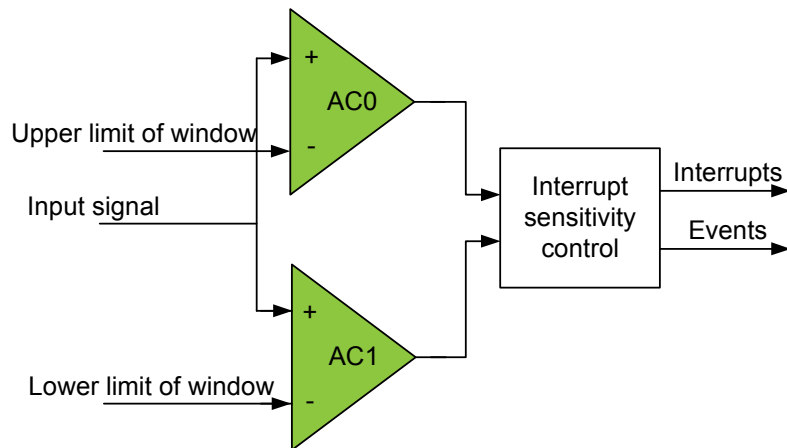 +
AC0
Upper limit of window
-
Input signal
Interrupt
sensitivity
control
Interrupts
Events
+
AC1
Lower limit of window
-